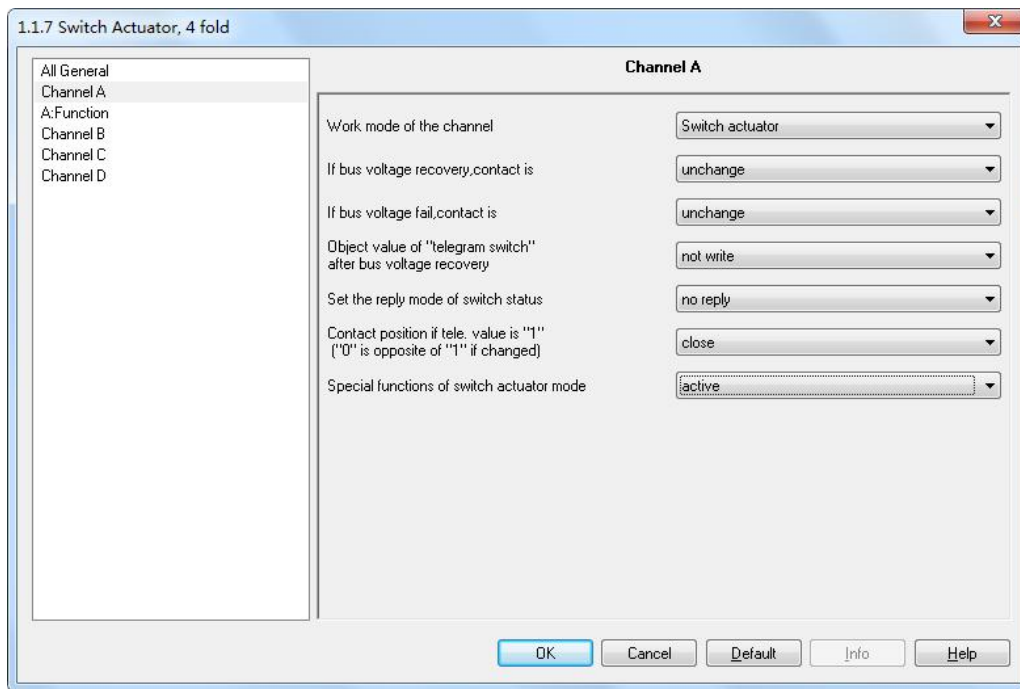 1.1.7 Switch Actuator, 4 fold
x
All General
Channel A
A:Function
Channel B
Channel C
Channel D
Channel A
Work mode of the channel
Switch actuator
If bus voltage recovery,contact is
unchange
If bus voltage fail,contact is
unchange
Object value of "telegram switch"
after bus voltage recovery
not write
Set the reply mode of switch status
no reply
Contact position if tele. value is "1"
("0" is opposite of "1" if changed)
close
Special functions of switch actuator mode
active
OK
Cancel
Default
Info
Help